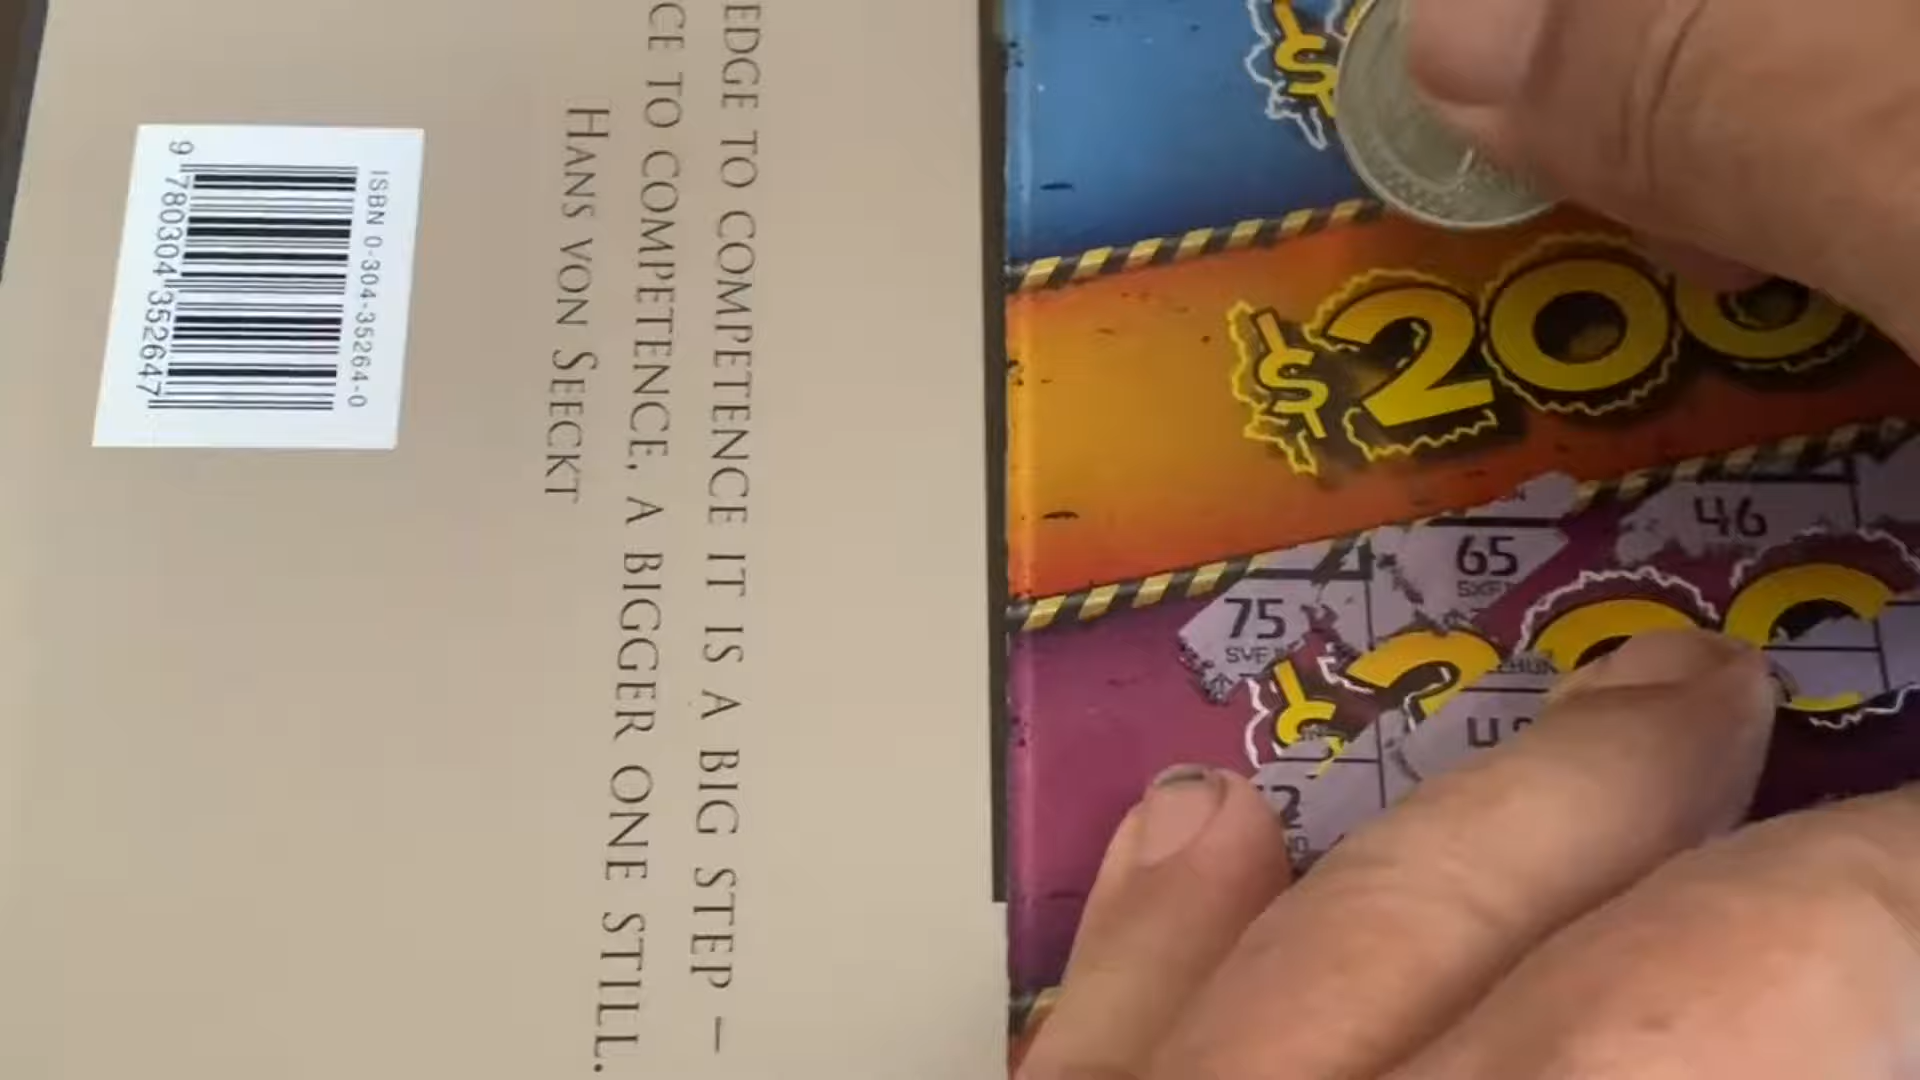 EDGE TO COMPETENCE IT IS A BIG STEP –
CE TO COMPETENCE, A BIGGER ONE STILL.
HANS VON SEECKT
ISBN 0-304-35264-0
9 780304 352647
$
$200
46
65
75